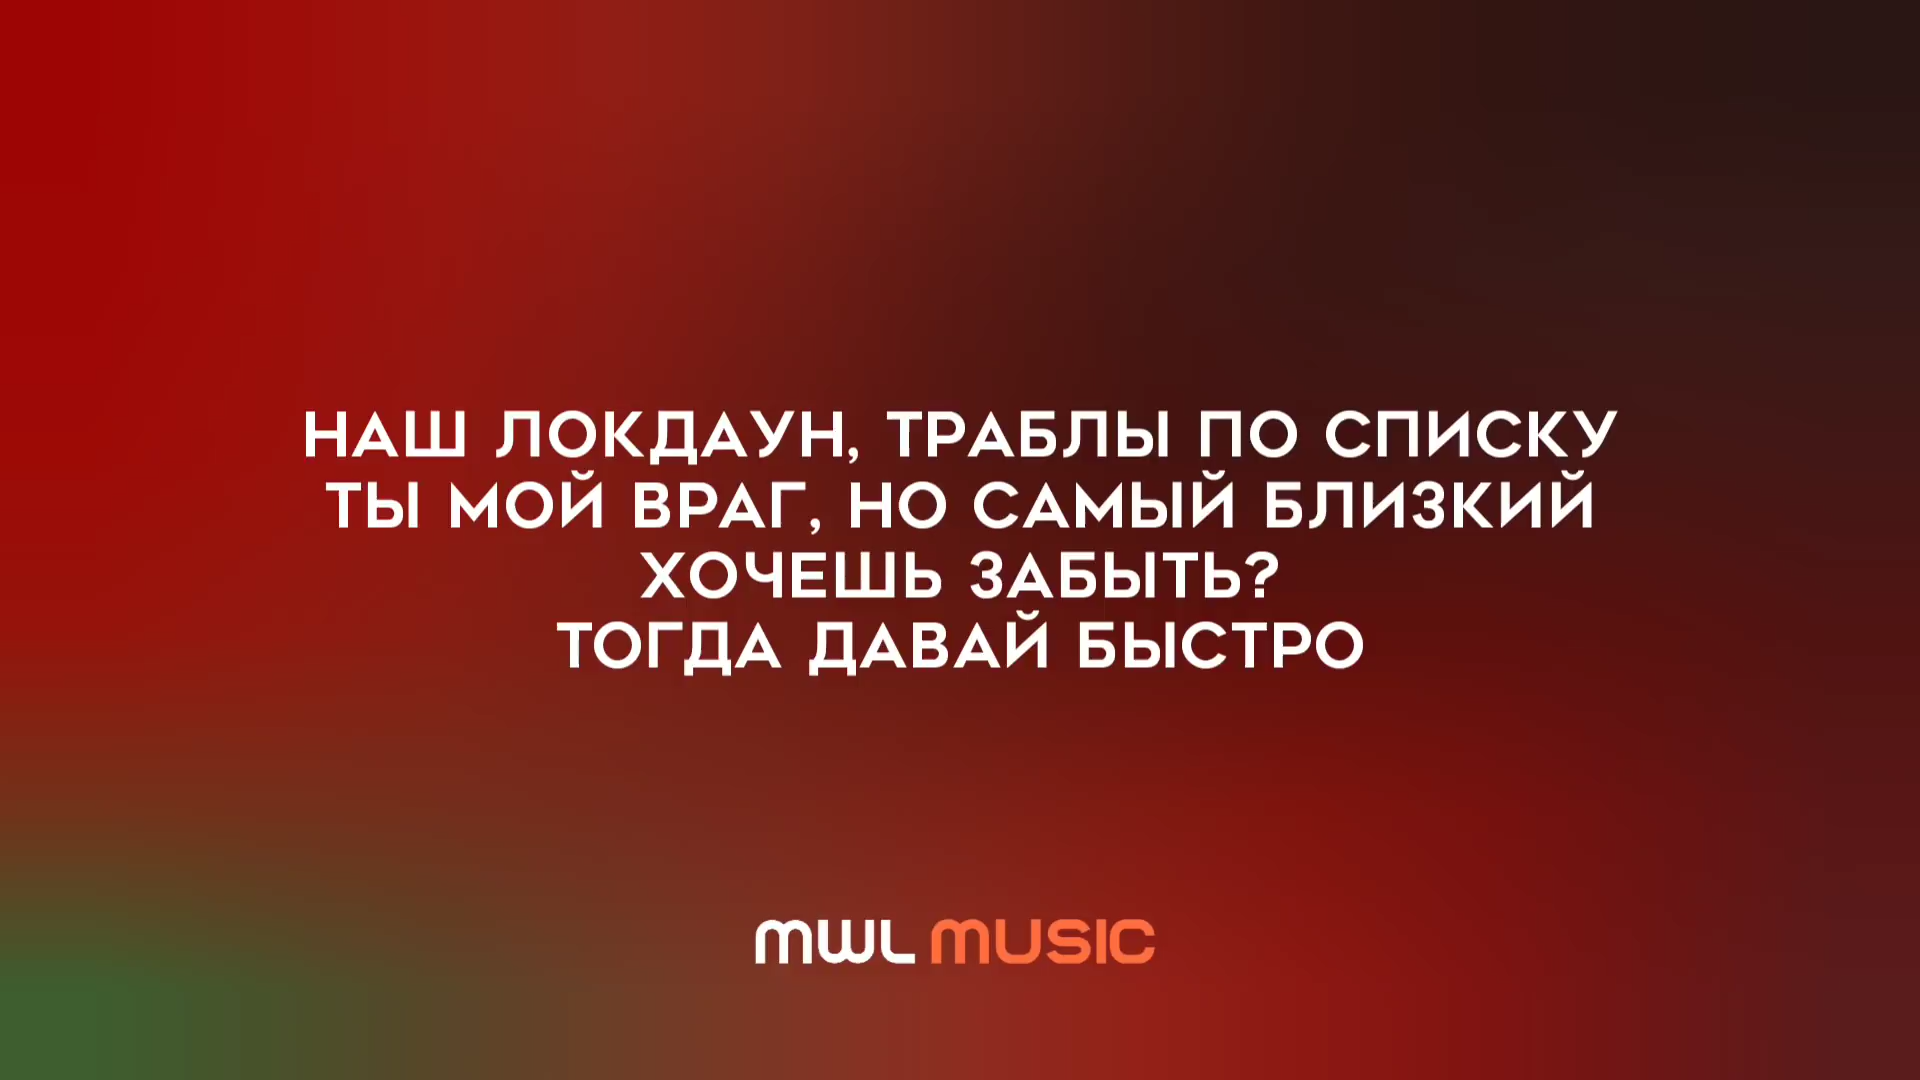 НАШ ЛОКДАУН, ТРАБЛЫ ПО СПИСКУ
ТЫ МОЙ ВРАГ, НО САМЫЙ БЛИЗКИЙ
ХОЧЕШЬ ЗАБЫТЬ?
ТОГДА ДАВАЙ БЫСТРО
MWL MUSIC